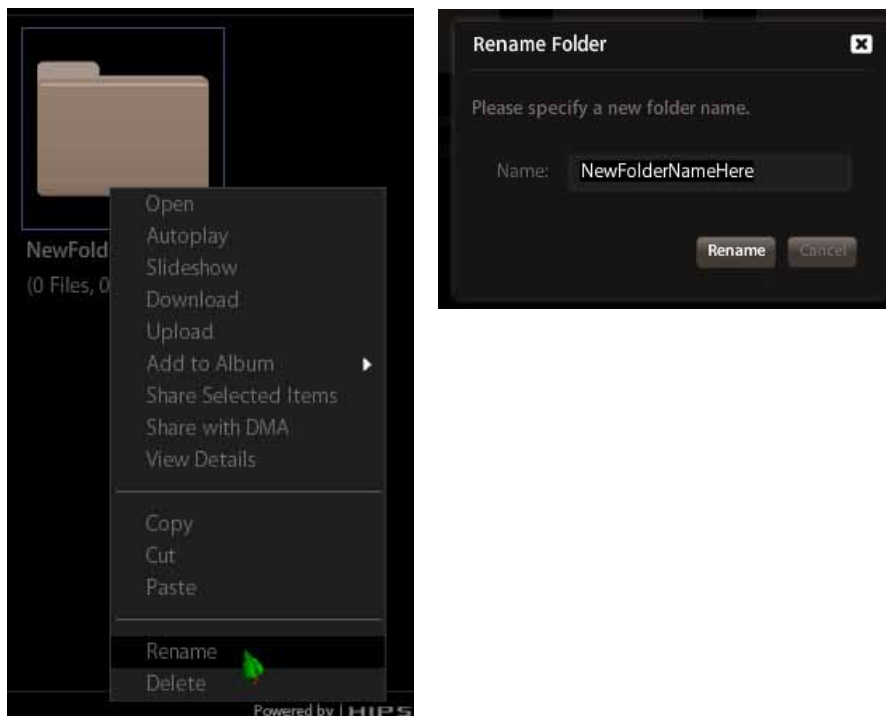 NewFold
(0 Files, 0
Open
Autoplay
Slideshow
Download
Upload
Add to Album
Share Selected Items
Share with DMA
View Details
Copy
Cut
Paste
Rename
Delete
Powered by | HIPS
Rename Folder
Please specify a new folder name.
Name: NewFolderNameHere
Rename Cancel